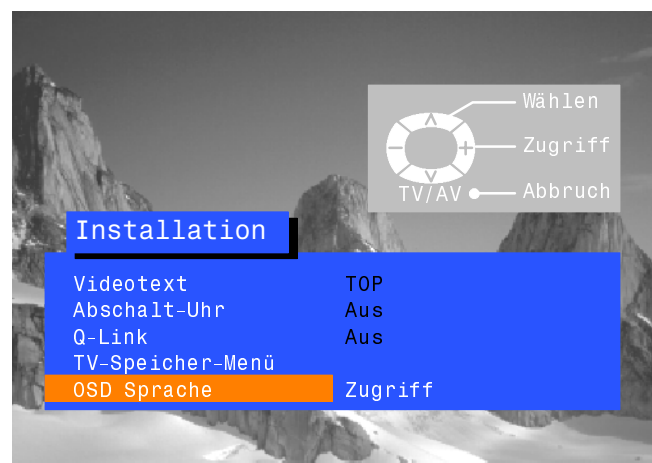 Wählen
Zugriff
TV/AV Abbruch
Installation
Videotext TOP
Abschalt-Uhr Aus
Q-Link Aus
TV-Speicher-Menü
OSD Sprache Zugriff